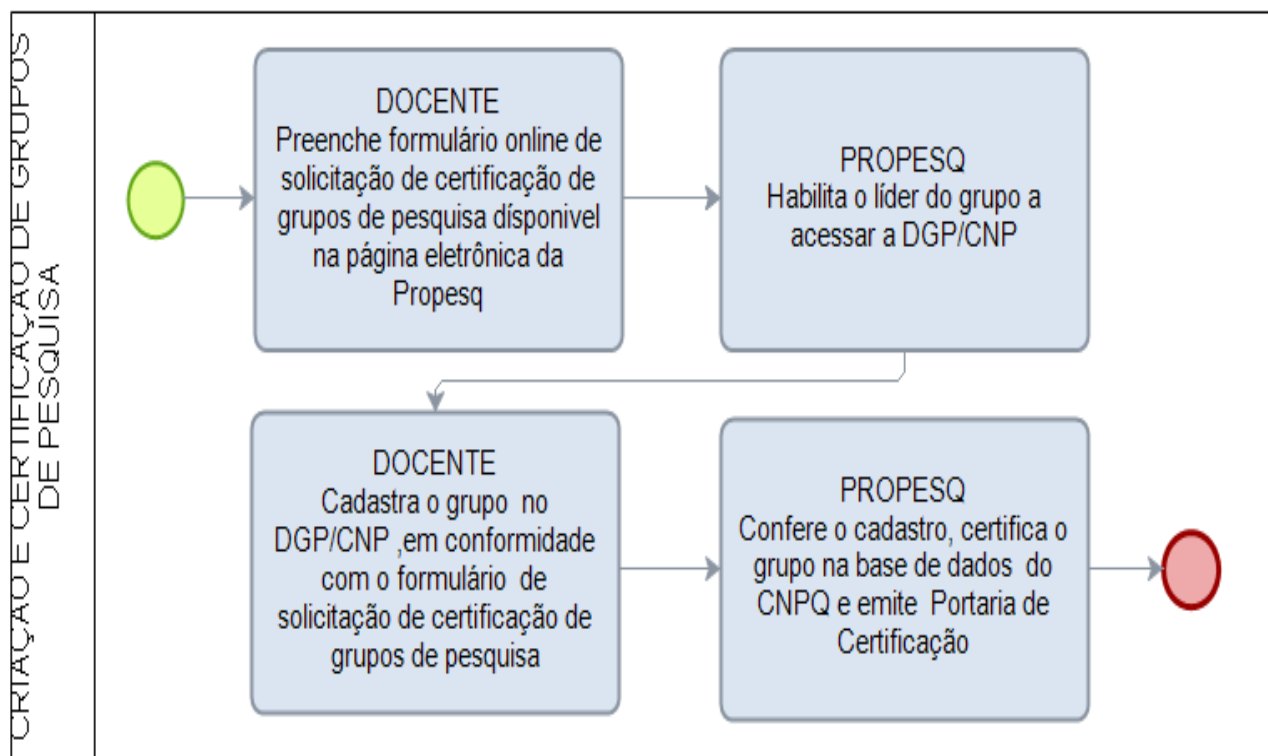 CRIAÇÃO E CERTIFICAÇÃO DE GRUPOS
DE PESQUISA
DOCENTE
Preenche formulário online de
solicitação de certificação de
grupos de pesquisa dísponivel
na página eletrônica da
Propesq
PROPESQ
Habilita o líder do grupo a
acessar a DGP/CNP
DOCENTE
Cadastra o grupo no
DGP/CNP ,em conformidade
com o formulário de
solicitação de certificação de
grupos de pesquisa
PROPESQ
Confere o cadastro, certifica o
grupo na base de dados do
CNPQ e emite Portaria de
Certificação